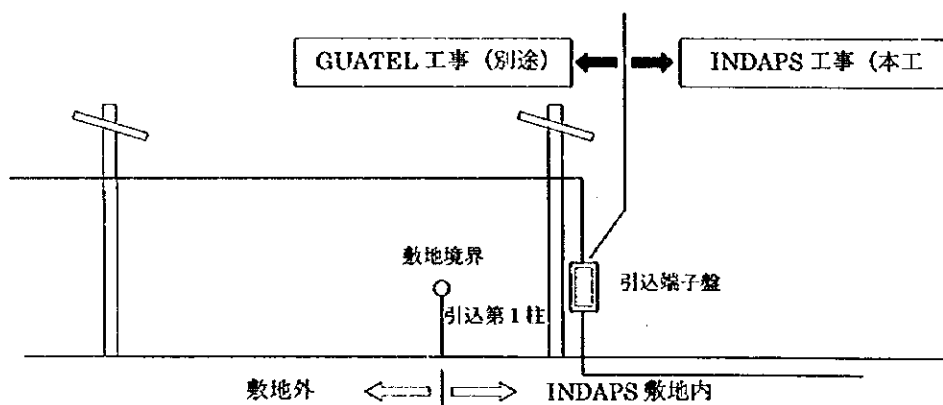 GUATEL 工事（別途）
INDAPS 工事（本工
敷地境界
引込端子盤
引込第1柱
敷地外
INDAPS 敷地内